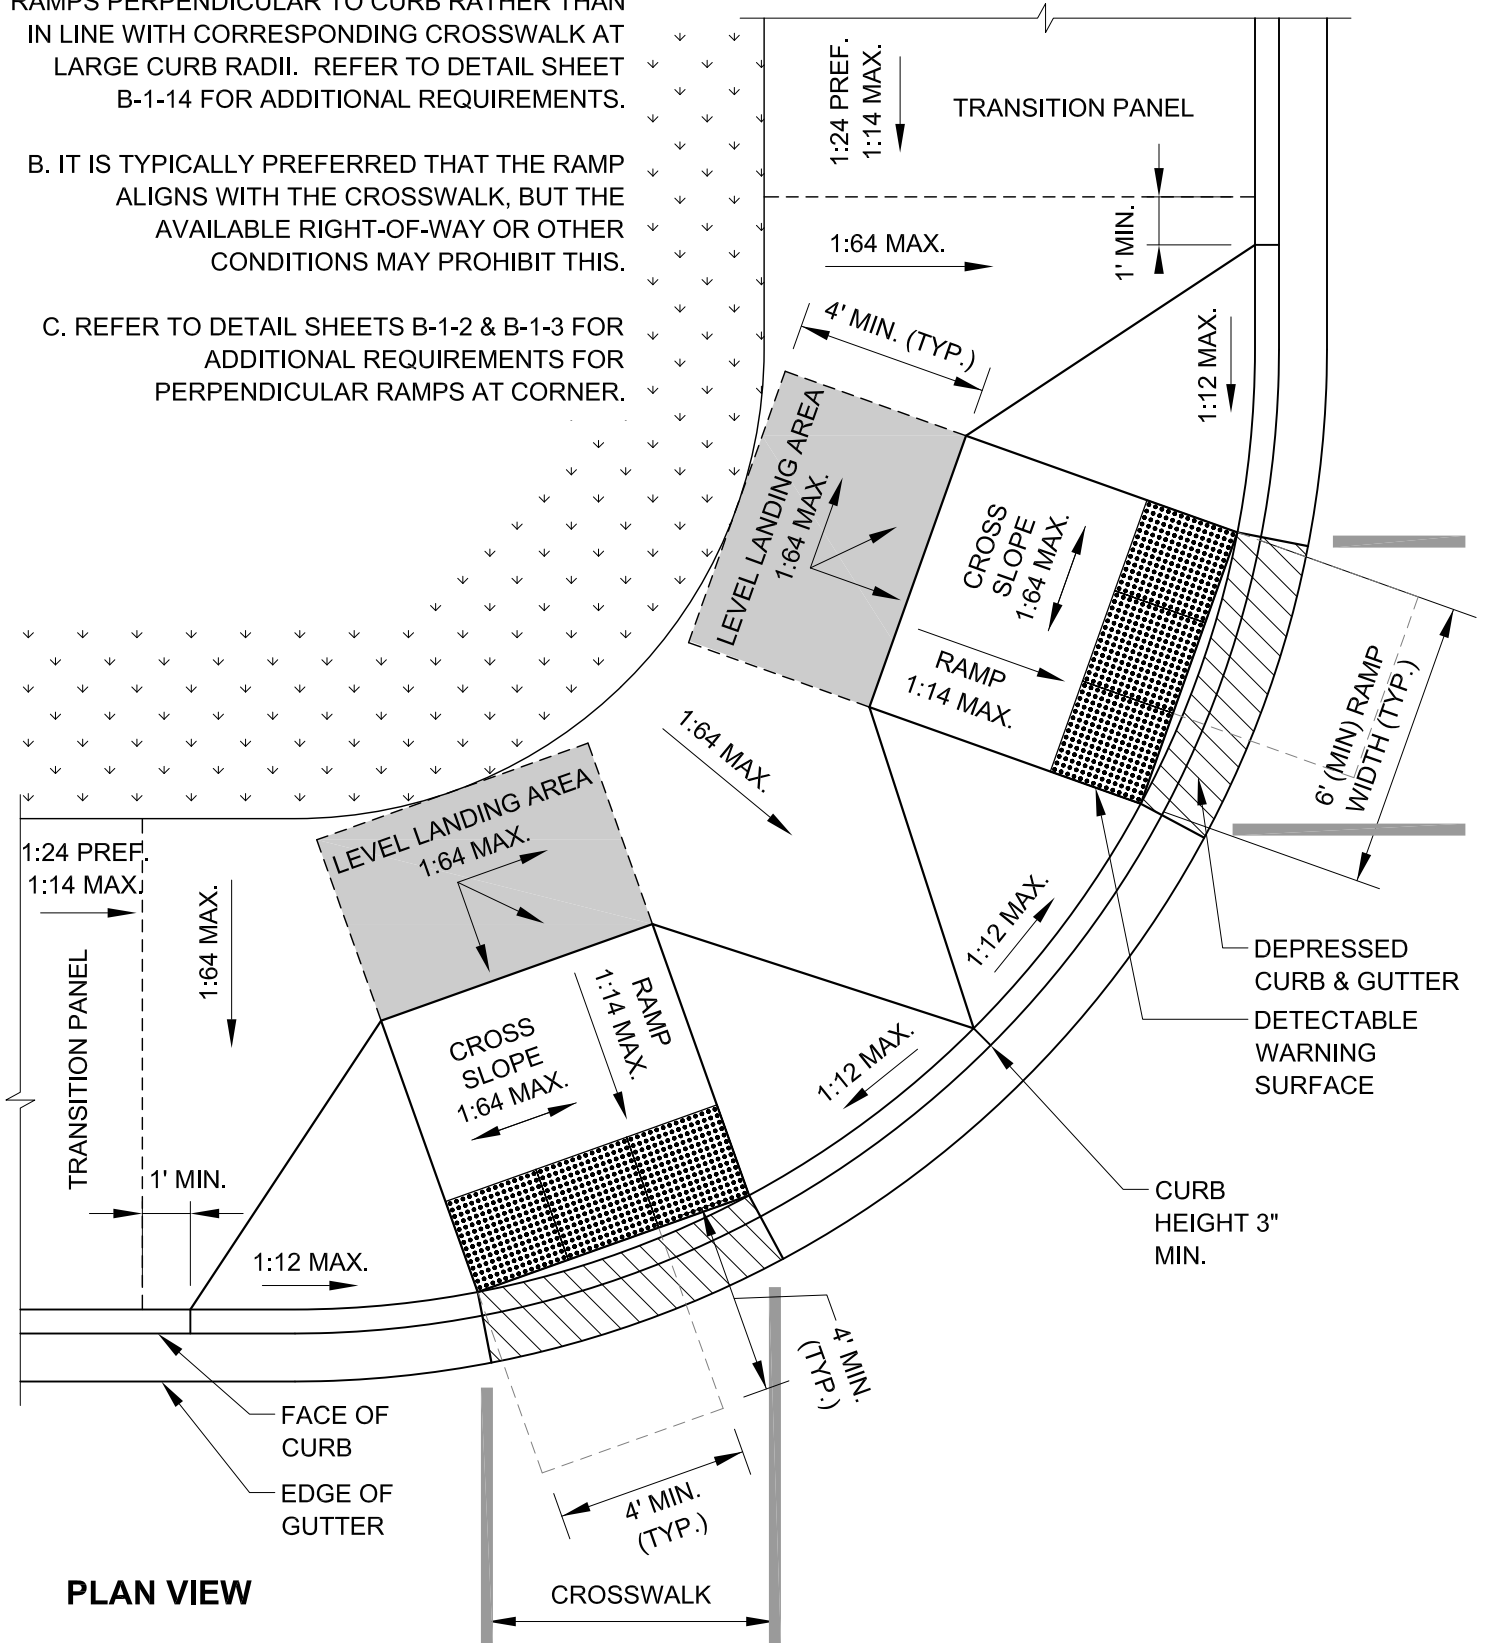 RAMPS PERPENDICULAR TO CURB RATHER THAN
IN LINE WITH CORRESPONDING CROSSWALK AT
LARGE CURB RADII. REFER TO DETAIL SHEET
B-1-14 FOR ADDITIONAL REQUIREMENTS.
B. IT IS TYPICALLY PREFERRED THAT THE RAMP
ALIGNS WITH THE CROSSWALK, BUT THE
AVAILABLE RIGHT-OF-WAY OR OTHER
CONDITIONS MAY PROHIBIT THIS.
C. REFER TO DETAIL SHEETS B-1-2 & B-1-3 FOR
ADDITIONAL REQUIREMENTS FOR
PERPENDICULAR RAMPS AT CORNER.
1:24 PREF.
1:14 MAX.
TRANSITION PANEL
1' MIN.
1:64 MAX.
4' MIN. (TYP.)
1:12 MAX.
LEVEL LANDING AREA
1:64 MAX.
CROSS
SLOPE
1:64 MAX.
RAMP
1:14 MAX.
6' (MIN) RAMP
WIDTH (TYP.)
1:64 MAX.
LEVEL LANDING AREA
1:64 MAX.
1:24 PREF.
1:14 MAX.
1:64 MAX.
TRANSITION PANEL
1' MIN.
1:12 MAX.
CROSS
SLOPE
1:64 MAX.
RAMP
1:14 MAX.
1:12 MAX.
1:12 MAX.
DEPRESSED
CURB & GUTTER
DETECTABLE
WARNING
SURFACE
CURB
HEIGHT 3"
MIN.
4' MIN.
(TYP.)
4' MIN.
(TYP.)
FACE OF
CURB
EDGE OF
GUTTER
CROSSWALK
PLAN VIEW